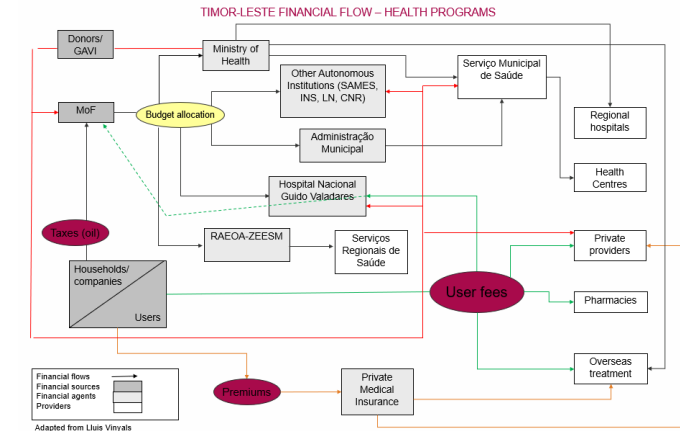 TIMOR-LESTE FINANCIAL FLOW – HEALTH PROGRAMS
Donors/
GAVI
Ministry of
Health
Serviço Municipal
de Saúde
Other Autonomous
Institutions (SAMES,
INS, LN, CNR)
MoF
Budget allocation
Regional
hospitals
Administração
Municipal
Health
Centres
Hospital Nacional
Guido Valadares
Taxes (oil)
RAEOA-ZEESM
Serviços
Regionais de
Saúde
Private
providers
Households/
companies
Users
User fees
Pharmacies
Overseas
treatment
Private
Medical
Insurance
Premiums
Financial flows
Financial sources
Financial agents
Providers
Adapted from Lluis Vinyals